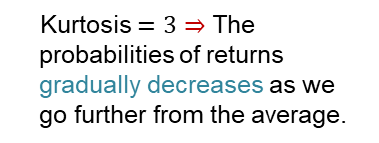 Kurtosis = 3 ⇒ The
probabilities of returns
gradually decreases as we
go further from the average.